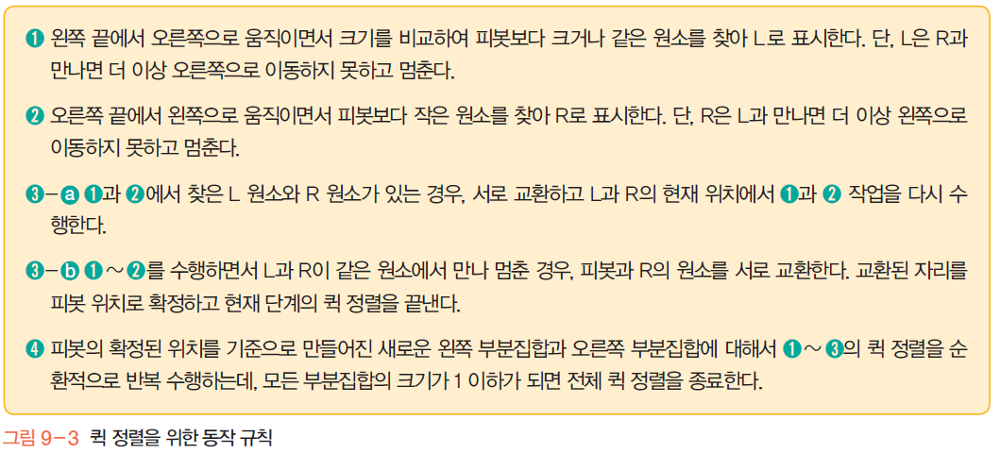 ❶ 왼쪽 끝에서 오른쪽으로 움직이면서 크기를 비교하여 피봇보다 크거나 같은 원소를 찾아 L로 표시한다. 단, L은 R과
만나면 더 이상 오른쪽으로 이동하지 못하고 멈춘다.
❷ 오른쪽 끝에서 왼쪽으로 움직이면서 피봇보다 작은 원소를 찾아 R로 표시한다. 단, R은 L과 만나면 더 이상 왼쪽으로
이동하지 못하고 멈춘다.
❸-ⓐ ❶과 ❷에서 찾은 L 원소와 R 원소가 있는 경우, 서로 교환하고 L과 R의 현재 위치에서 ❶과 ❷ 작업을 다시 수
행한다.
❸-ⓑ ❶~❷를 수행하면서 L과 R이 같은 원소에서 만나 멈춘 경우, 피봇과 R의 원소를 서로 교환한다. 교환된 자리를
피봇 위치로 확정하고 현재 단계의 퀵 정렬을 끝낸다.
❹ 피봇의 확정된 위치를 기준으로 만들어진 새로운 왼쪽 부분집합과 오른쪽 부분집합에 대해서 ❶~❸의 퀵 정렬을 순
환적으로 반복 수행하는데, 모든 부분집합의 크기가 1 이하가 되면 전체 퀵 정렬을 종료한다.
그림 9-3 퀵 정렬을 위한 동작 규칙